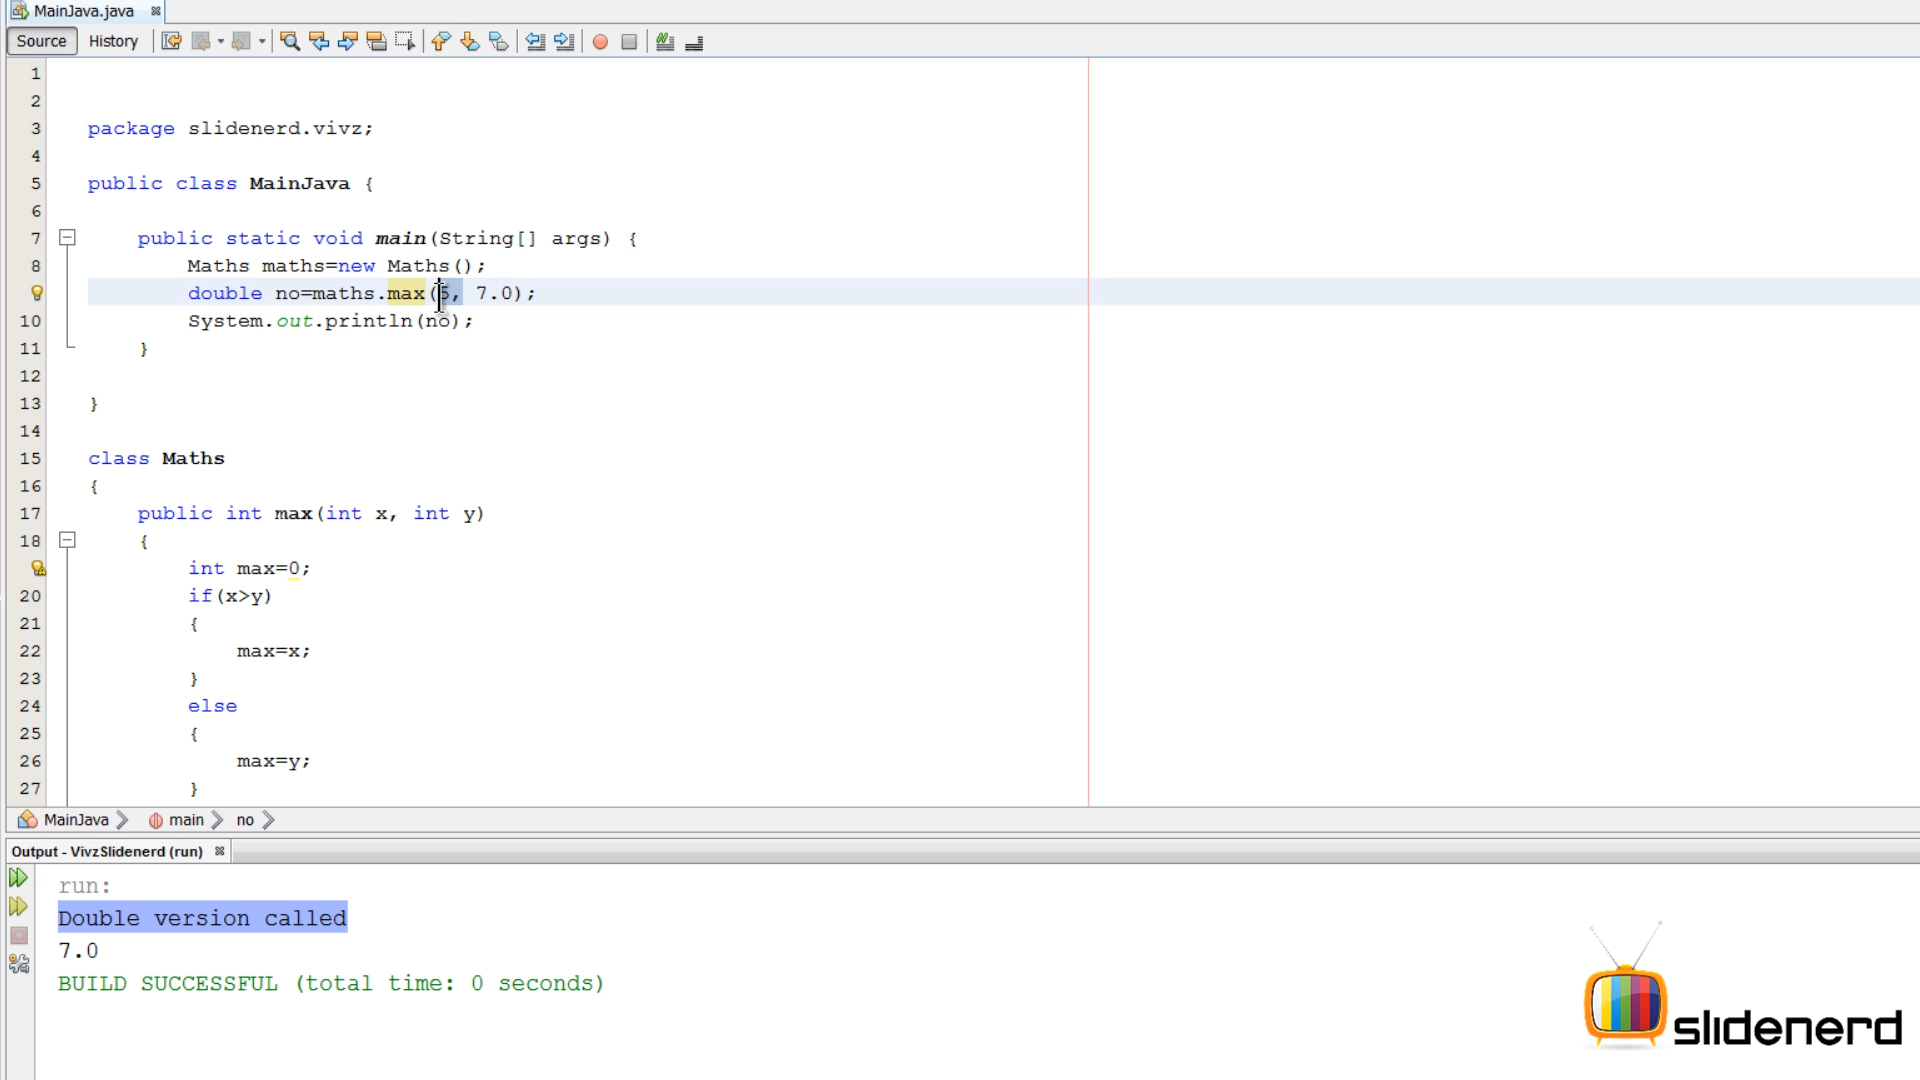 MainJava.java
Source History
1
2
3 package slidenerd.vivz;
4
5 public class MainJava {
6
7 public static void main(String[] args) {
8 Maths maths=new Maths();
double no=maths.max(5, 7.0);
10 System.out.println(no);
11 }
12
13 }
14
15 class Maths
16 {
17 public int max(int x, int y)
18 {
int max=0;
20 if(x>y)
21 {
22 max=x;
23 }
24 else
25 {
26 max=y;
27 }
MainJava main no
Output - VivzSlidenerd (run)
run:
Double version called
7.0
BUILD SUCCESSFUL (total time: 0 seconds)
slidenerd